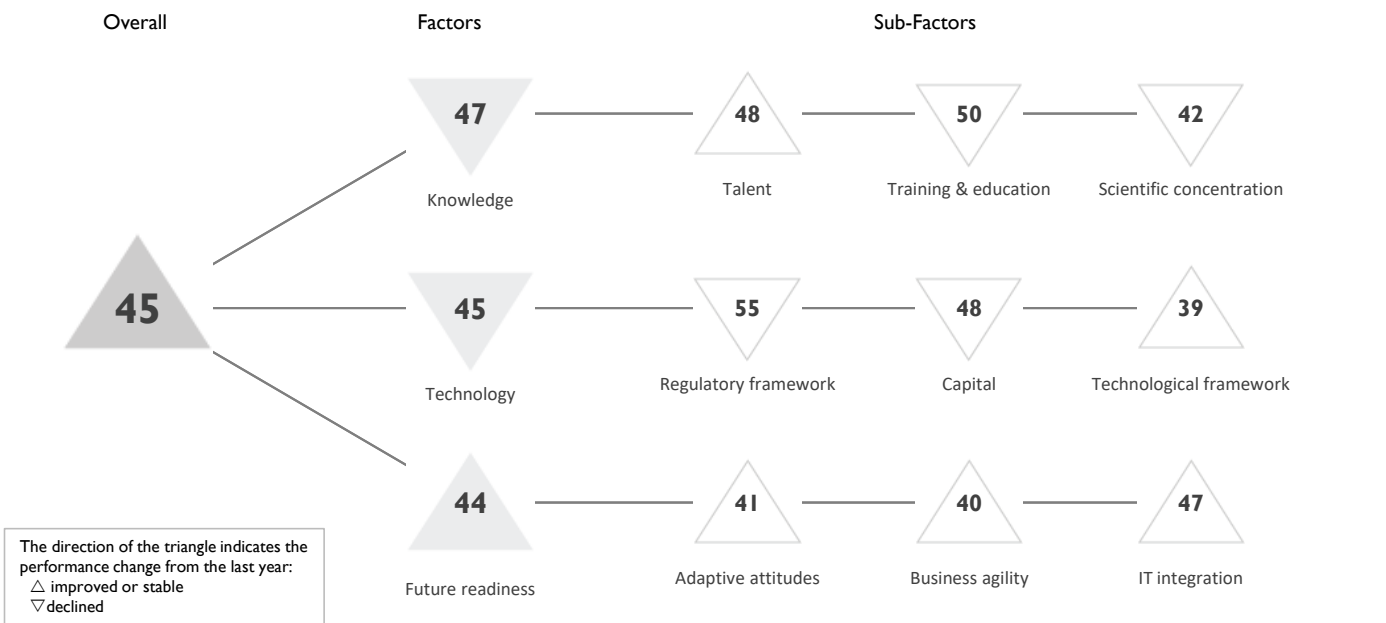 Overall
Factors
Sub-Factors
47
48
50
42
Knowledge
Talent
Training & education
Scientific concentration
45
45
55
48
39
Technology
Regulatory framework
Capital
Technological framework
44
41
40
47
Future readiness
Adaptive attitudes
Business agility
IT integration
The direction of the triangle indicates the
performance change from the last year:
△ improved or stable
▽ declined